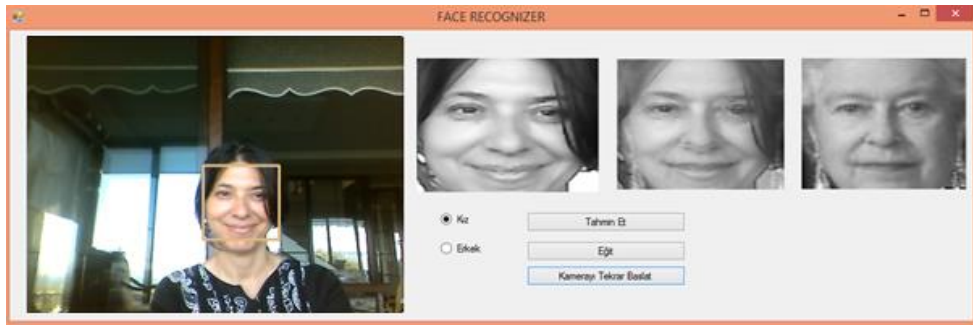 FACE RECOGNIZER
Kız
Tahmin Et
Erkek
Eğit
Kamerayı Tekrar Başlat